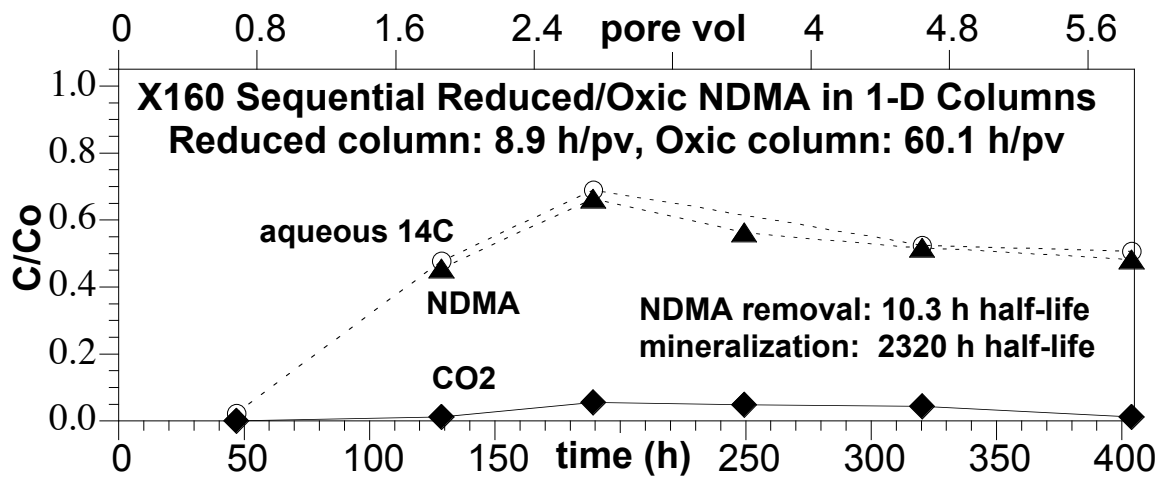 0 0.8 1.6 2.4 pore vol 4 4.8 5.6
1.0
X160 Sequential Reduced/Oxic NDMA in 1-D Columns
0.8
Reduced column: 8.9 h/pv, Oxic column: 60.1 h/pv
C/Co
0.6
aqueous 14C
0.4
NDMA
NDMA removal: 10.3 h half-life
mineralization: 2320 h half-life
0.2
CO2
0.0
0 50 100 150 time (h) 250 300 350 400